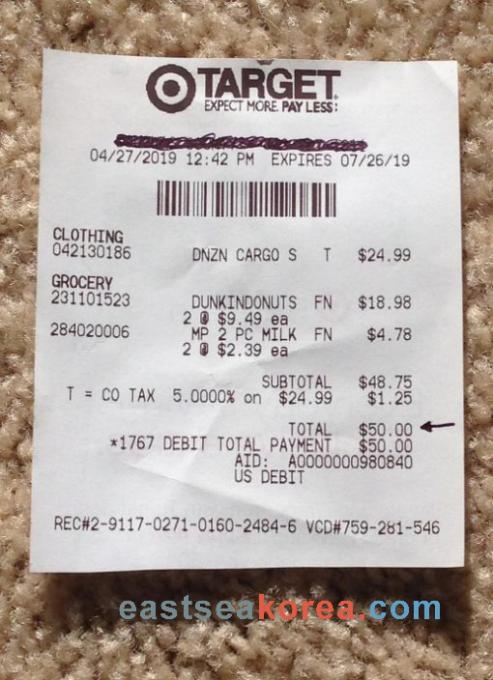 TARGET
EXPECT MORE. PAY LESS:
04/27/2019 12:42 PM EXPIRES 07/26/19
CLOTHING
042130186 DNZN CARGO S T $24.99
GROCERY
231101523 DUNKINDONUTS FN $18.98
2 @ $9.49 ea
284020006 MP 2 PC MILK FN $4.78
2 @ $2.39 ea
SUBTOTAL $48.75
T = CO TAX 5.0000% on $24.99 $1.25
TOTAL $50.00
*1767 DEBIT TOTAL PAYMENT $50.00
AID: A0000000980840
US DEBIT
REC#2-9117-0271-0160-2484-6 VCD#759-281-546
eastseakorea.com